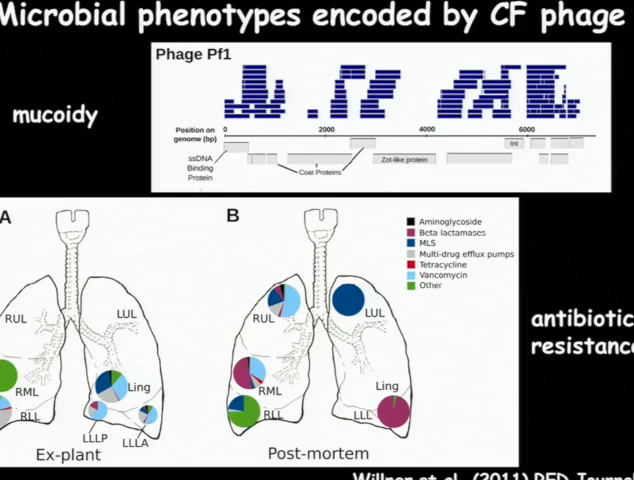 Microbial phenotypes encoded by CF phage
Phage Pf1
mucoidy
Position on
genome (bp)
0 2000 4000 6000
ssDNA
Binding
Protein
Coat Proteins
Zot-like protein
Int
A
RUL
LUL
RML
RLL
Ling
LLLP
LLLA
Ex-plant
B
RUL
LUL
RML
RLL
Ling
LLL
Post-mortem
Aminoglycoside
Beta lactamases
MLS
Multi-drug efflux pumps
Tetracycline
Vancomycin
Other
antibiotic
resistance
Willner et al. (2011)